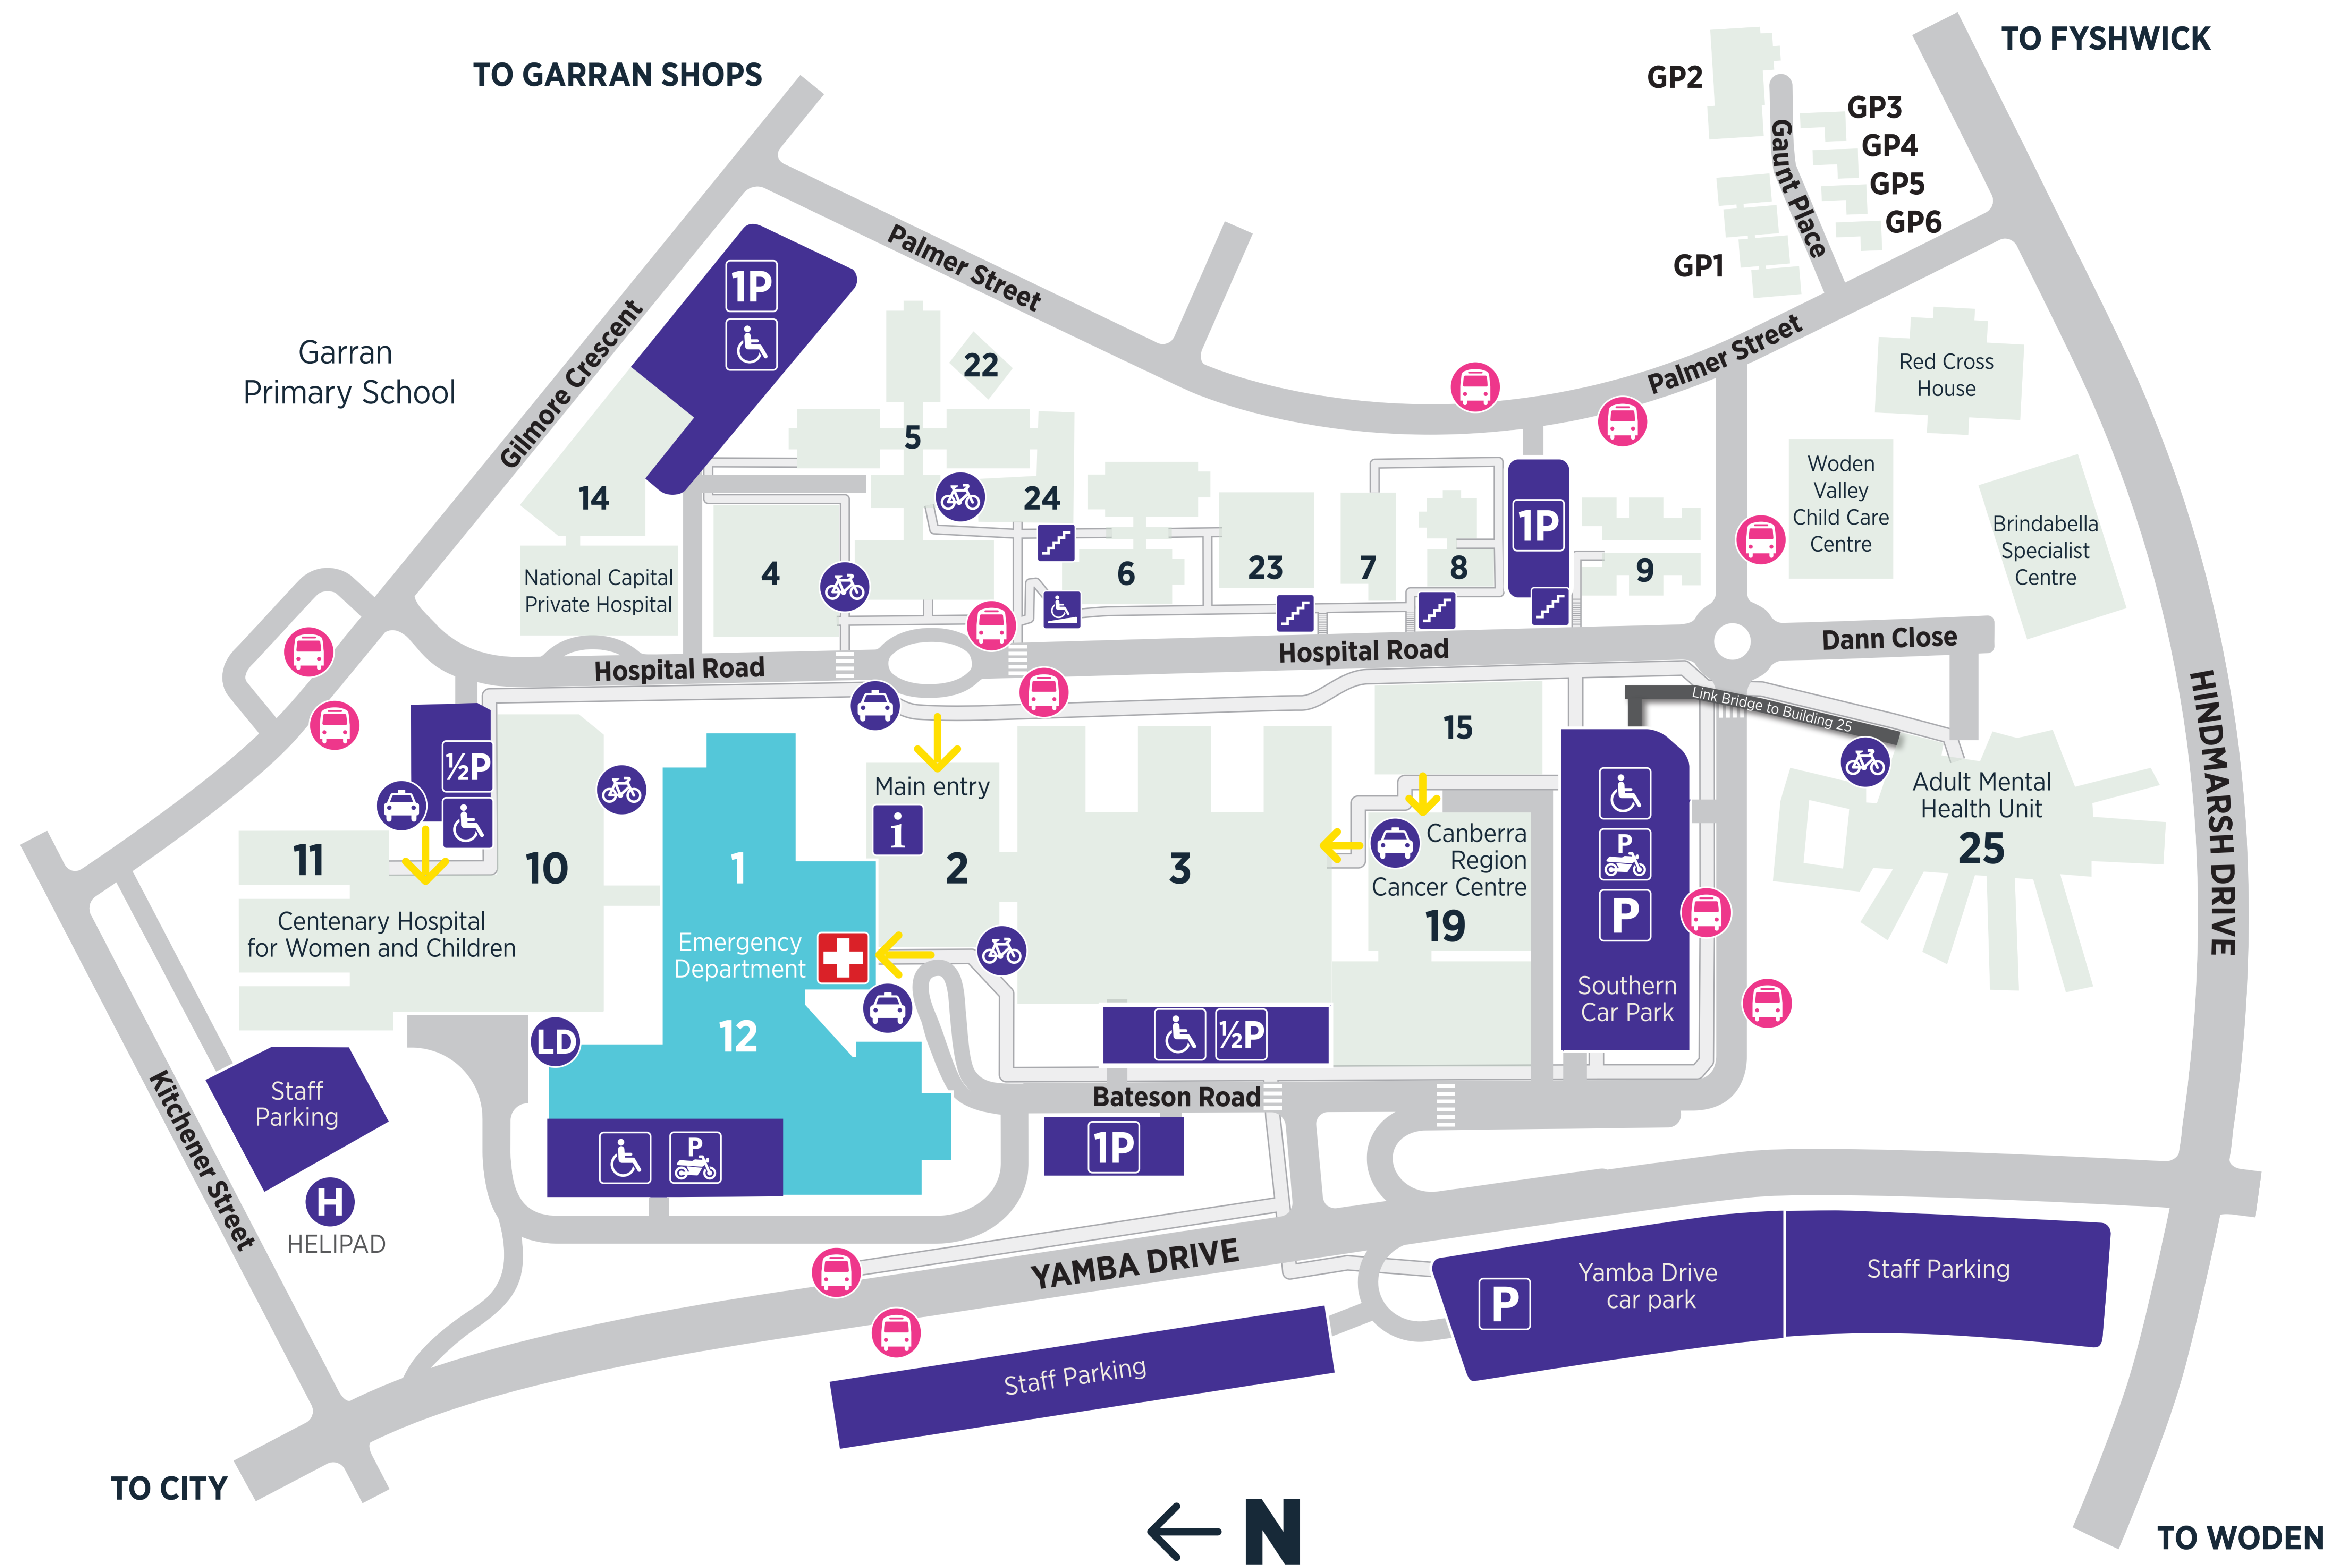 TO FYSHWICK
TO GARRAN SHOPS
GP2
GP3
GP4
GP5
GP6
GP1
Gaunt Place
Palmer Street
Palmer Street
1P
Gilmore Crescent
Garran
Primary School
22
5
Red Cross
House
14
24
1P
Woden
Valley
Child Care
Centre
Brindabella
Specialist
Centre
National Capital
Private Hospital
4
6
23
7
8
9
Hospital Road
Hospital Road
Dann Close
Link Bridge to Building 25
HINDMARSH DRIVE
½P
Main entry
i
15
11
10
1
2
3
Canberra
Region
Cancer Centre
19
P
P
Adult Mental
Health Unit
25
Centenary Hospital
for Women and Children
Emergency
Department
Southern
Car Park
12
LD
½P
Bateson Road
Staff
Parking
1P
P
Kitchener Street
H
HELIPAD
YAMBA DRIVE
P
Yamba Drive
car park
Staff Parking
Staff Parking
TO CITY
N
TO WODEN